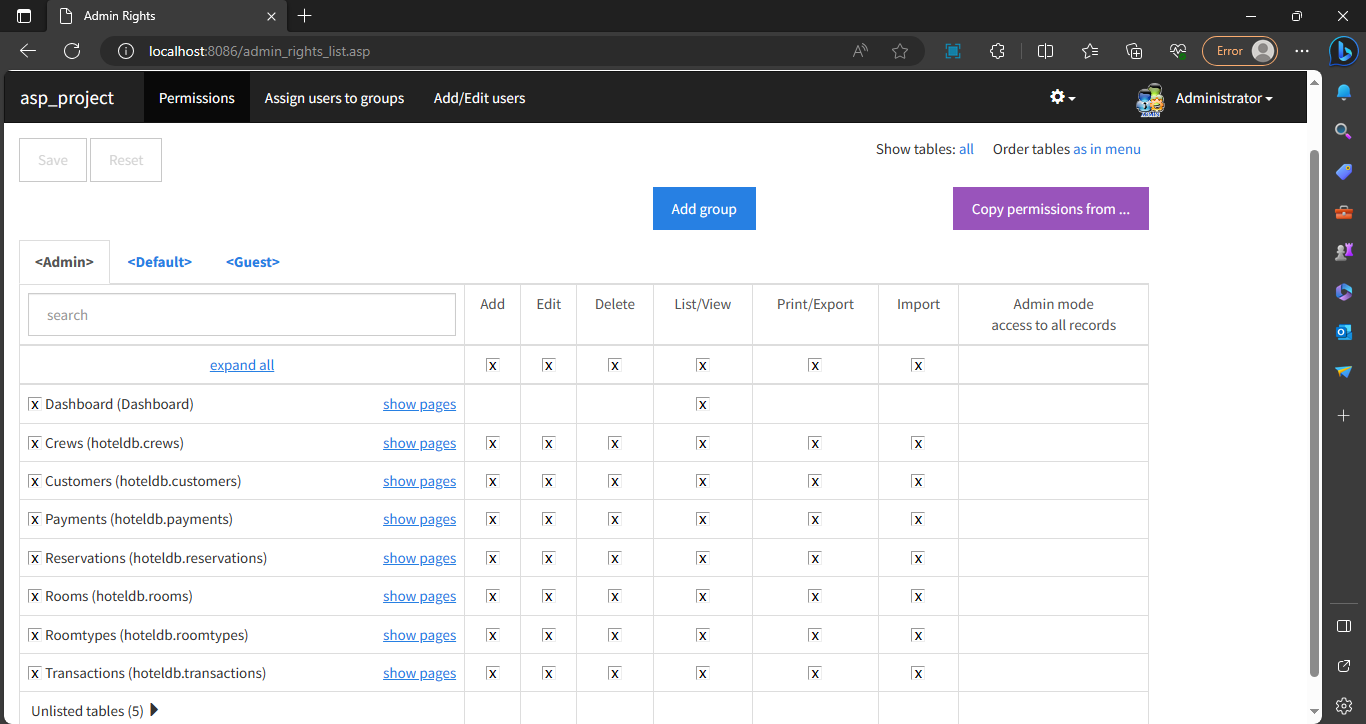 Admin Rights
localhost:8086/admin_rights_list.asp
Error
asp_project Permissions Assign users to groups Add/Edit users Administrator
Save Reset Show tables: all Order tables as in menu
Add group Copy permissions from ...
<Admin> <Default> <Guest>
search Add Edit Delete List/View Print/Export Import Admin mode
access to all records
expand all X X X X X X
X Dashboard (Dashboard) show pages X
X Crews (hoteldb.crews) show pages X X X X X X
X Customers (hoteldb.customers) show pages X X X X X X
X Payments (hoteldb.payments) show pages X X X X X X
X Reservations (hoteldb.reservations) show pages X X X X X X
X Rooms (hoteldb.rooms) show pages X X X X X X
X Roomtypes (hoteldb.roomtypes) show pages X X X X X X
X Transactions (hoteldb.transactions) show pages X X X X X X
Unlisted tables (5)